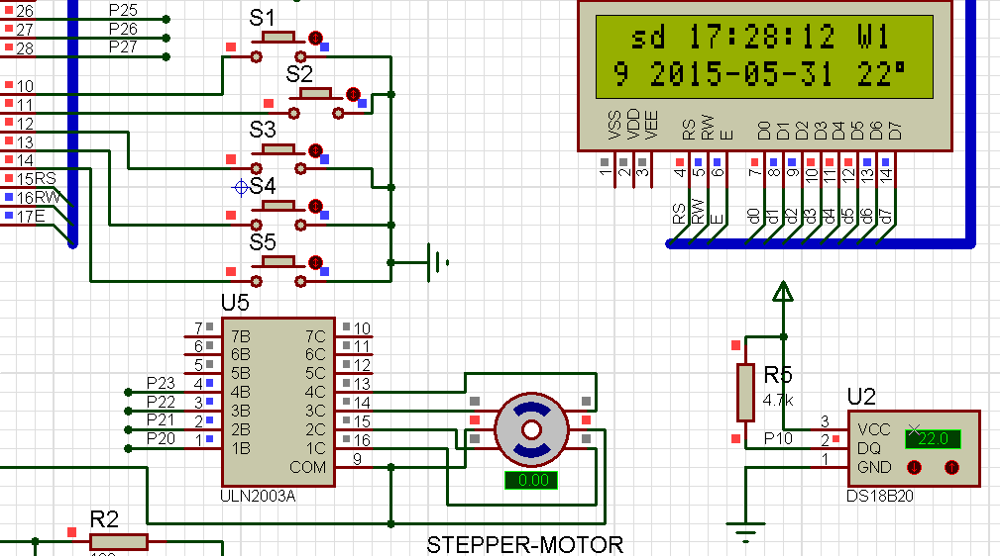 26 P25
27 P26
28 P27
10
11
12
13
14
15 RS
16 RW
17 E
S1
S2
S3
S4
S5
sd 17:28:12 W1
9 2015-05-31 22°
VSS VDD VEE RS RW E D0 D1 D2 D3 D4 D5 D6 D7
1 2 3 4 5 6 7 8 9 10 11 12 13 14
RS RW E d0 d1 d2 d3 d4 d5 d6 d7
U5
7 7B 7C 10
6 6B 6C 11
5 5B 5C 12
P23 4 4B 4C 13
P22 3 3B 3C 14
P21 2 2B 2C 15
P20 1 1B 1C 16
COM 9
ULN2003A
0.00
STEPPER-MOTOR
R2
R5
4.7k
U2
3 VCC 22.0
P10 2 DQ
1 GND
DS18B20